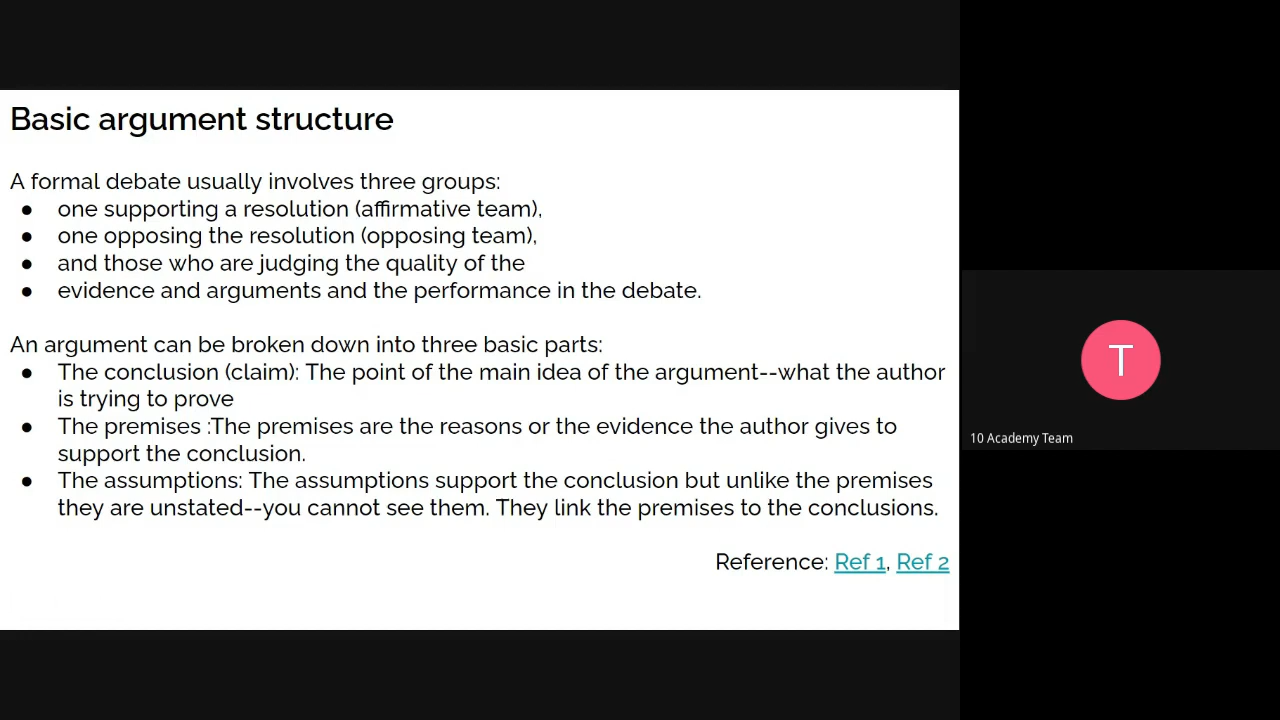 Basic argument structure
A formal debate usually involves three groups:
● one supporting a resolution (affirmative team),
● one opposing the resolution (opposing team),
● and those who are judging the quality of the
● evidence and arguments and the performance in the debate.
An argument can be broken down into three basic parts:
● The conclusion (claim): The point of the main idea of the argument--what the author
is trying to prove
● The premises :The premises are the reasons or the evidence the author gives to
support the conclusion.
● The assumptions: The assumptions support the conclusion but unlike the premises
they are unstated--you cannot see them. They link the premises to the conclusions.
Reference: Ref 1, Ref 2
T
10 Academy Team